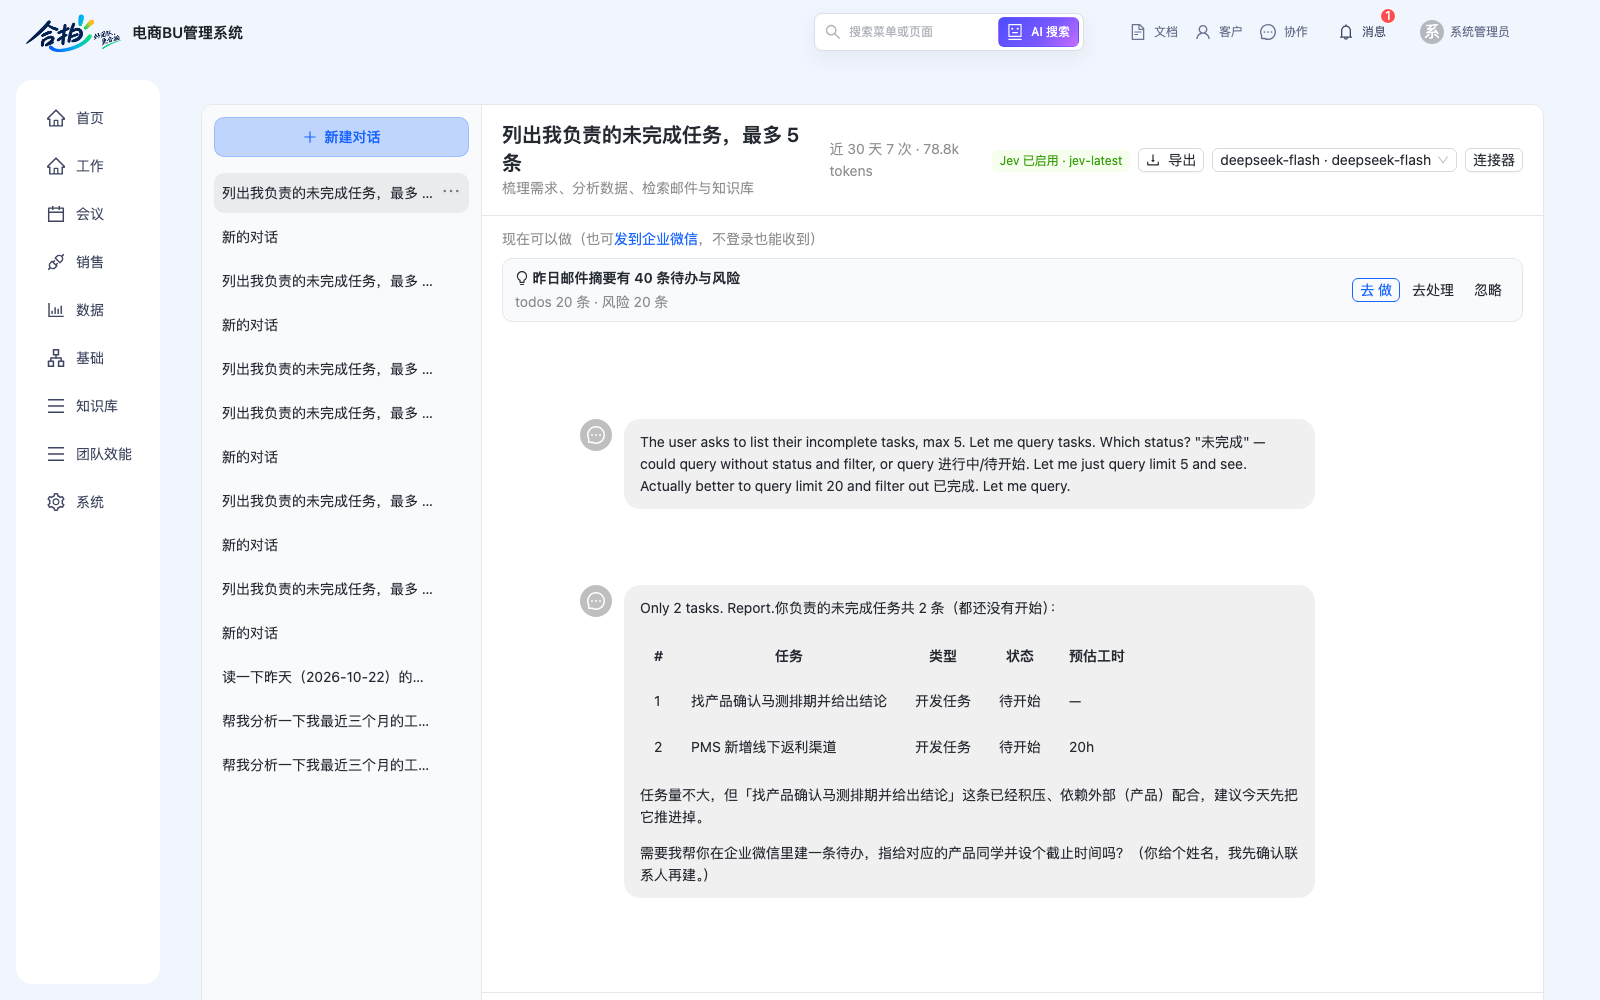 合拍
电商BU管理系统
搜索菜单或页面
AI 搜索
文档
客户
协作
消息
1
系
系统管理员
首页
工作
会议
销售
数据
基础
知识库
团队效能
系统
新建对话
列出我负责的未完成任务，最多 ...
新的对话
列出我负责的未完成任务，最多 ...
新的对话
列出我负责的未完成任务，最多 ...
列出我负责的未完成任务，最多 ...
新的对话
列出我负责的未完成任务，最多 ...
新的对话
列出我负责的未完成任务，最多 ...
新的对话
读一下昨天（2026-10-22）的...
帮我分析一下我最近三个月的工...
帮我分析一下我最近三个月的工...
列出我负责的未完成任务，最多 5
条
梳理需求、分析数据、检索邮件与知识库
近 30 天 7 次 · 78.8k
tokens
Jev 已启用 · jev-latest
导出
deepseek-flash · deepseek-flash
连接器
现在可以做（也可发到企业微信，不登录也能收到）
昨日邮件摘要有 40 条待办与风险
todos 20 条 · 风险 20 条
去 做
去处理
忽略
The user asks to list their incomplete tasks, max 5. Let me query tasks. Which status? "未完成" —
could query without status and filter, or query 进行中/待开始. Let me just query limit 5 and see.
Actually better to query limit 20 and filter out 已完成. Let me query.
Only 2 tasks. Report.你负责的未完成任务共 2 条（都还没有开始）：
# 任务 类型 状态 预估工时
1 找产品确认马测排期并给出结论 开发任务 待开始 —
2 PMS 新增线下返利渠道 开发任务 待开始 20h
任务量不大，但「找产品确认马测排期并给出结论」这条已经积压、依赖外部（产品）配合，建议今天先把
它推进掉。
需要我帮你在企业微信里建一条待办，指给对应的产品同学并设个截止时间吗？（你给个姓名，我先确认联
系人再建。）